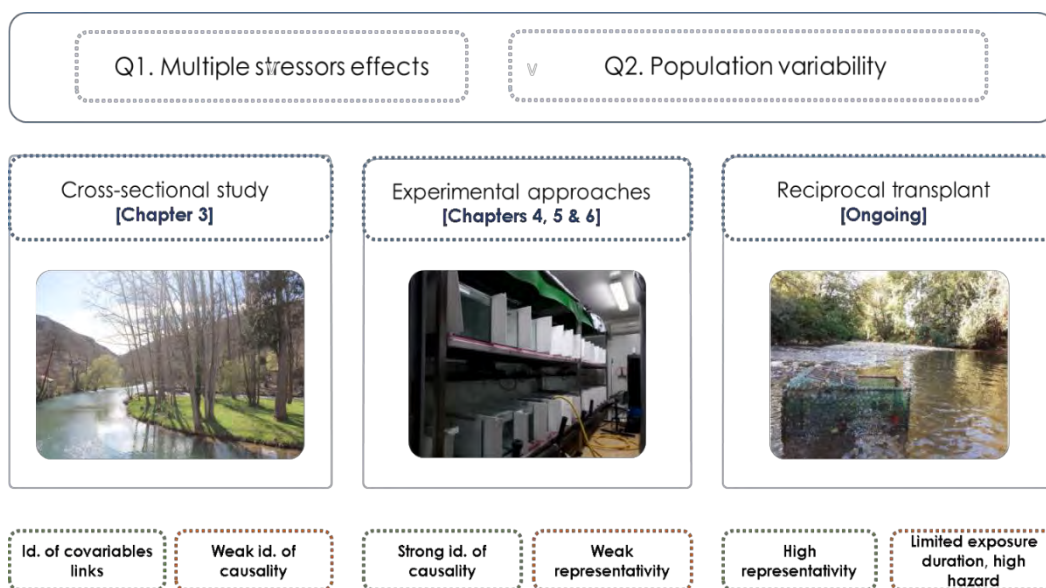 Q1. Multiple stressors effects
v
Q2. Population variability
Cross-sectional study
[Chapter 3]
Experimental approaches
[Chapters 4, 5 & 6]
Reciprocal transplant
[Ongoing]
Id. of covariables
links
Weak id. of
causality
Strong id. of
causality
Weak
representativity
High
representativity
Limited exposure
duration, high
hazard